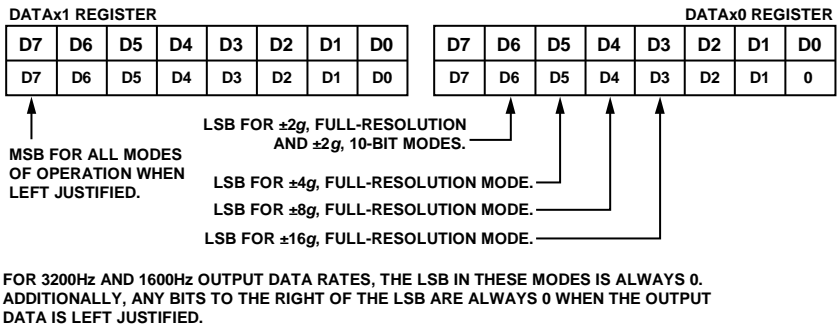 DATAx1 REGISTER
DATAx0 REGISTER
D7 D6 D5 D4 D3 D2 D1 D0
D7 D6 D5 D4 D3 D2 D1 D0
D7 D6 D5 D4 D3 D2 D1 D0
D7 D6 D5 D4 D3 D2 D1 0
MSB FOR ALL MODES
OF OPERATION WHEN
LEFT JUSTIFIED.
LSB FOR ±2g, FULL-RESOLUTION
AND ±2g, 10-BIT MODES.
LSB FOR ±4g, FULL-RESOLUTION MODE.
LSB FOR ±8g, FULL-RESOLUTION MODE.
LSB FOR ±16g, FULL-RESOLUTION MODE.
FOR 3200Hz AND 1600Hz OUTPUT DATA RATES, THE LSB IN THESE MODES IS ALWAYS 0.
ADDITIONALLY, ANY BITS TO THE RIGHT OF THE LSB ARE ALWAYS 0 WHEN THE OUTPUT
DATA IS LEFT JUSTIFIED.